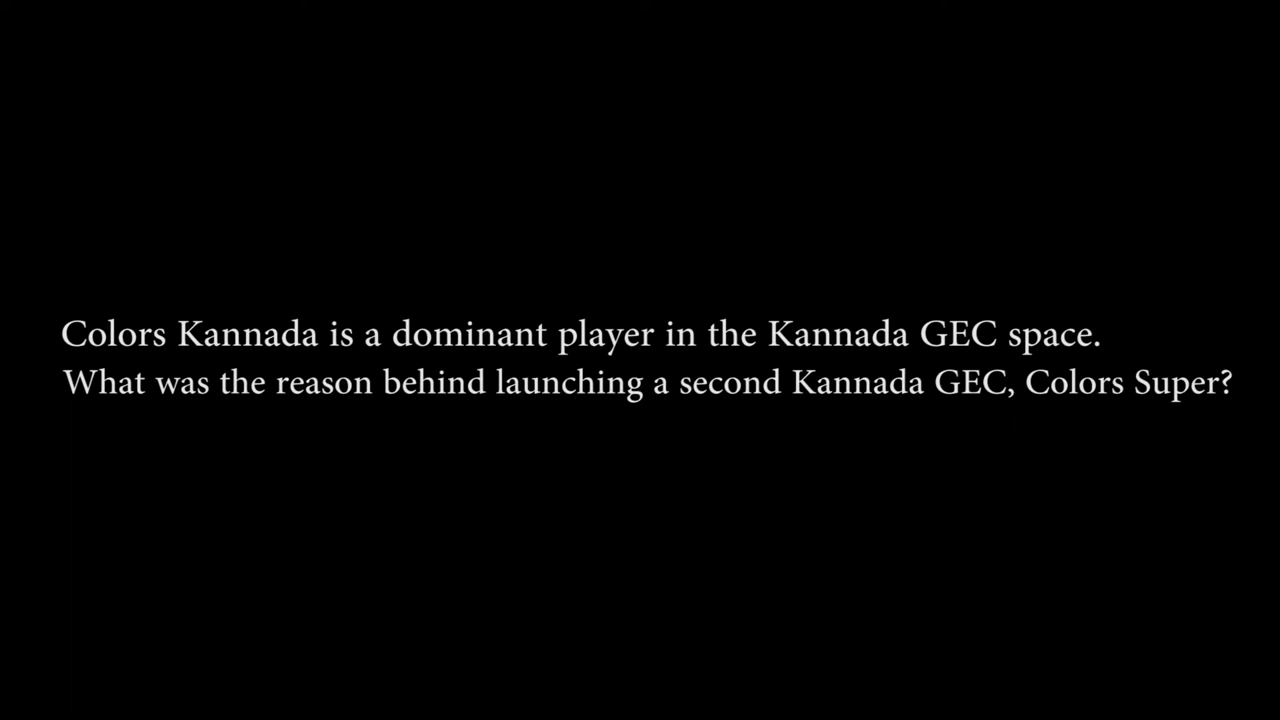 Colors Kannada is a dominant player in the Kannada GEC space.
What was the reason behind launching a second Kannada GEC, Colors Super?